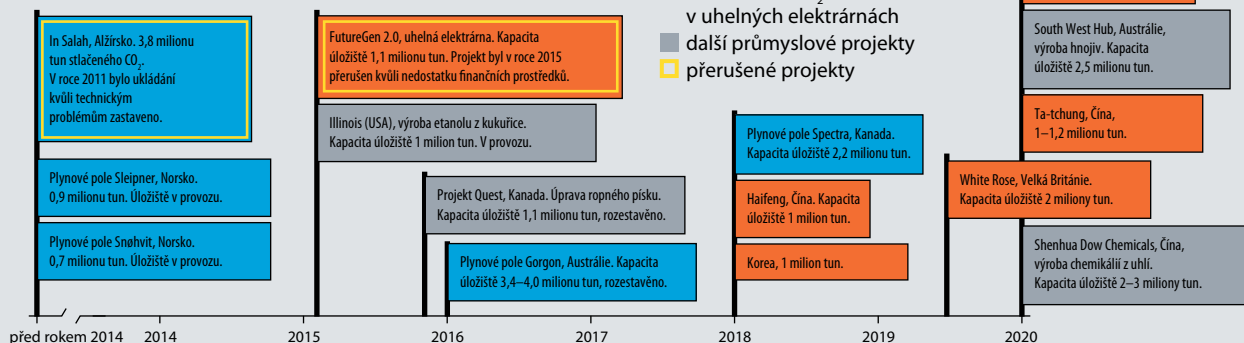 In Salah, Alžírsko. 3,8 milionu
tun stlačeného CO2.
V roce 2011 bylo ukládání
kvůli technickým
problémům zastaveno.
Plynové pole Sleipner, Norsko.
0,9 milionu tun. Úložiště v provozu.
Plynové pole Snøhvit, Norsko.
0,7 milionu tun. Úložiště v provozu.
FutureGen 2.0, uhelná elektrárna. Kapacita
úložiště 1,1 milionu tun. Projekt byl v roce 2015
přerušen kvůli nedostatku finančních prostředků.
Illinois (USA), výroba etanolu z kukuřice.
Kapacita úložiště 1 milion tun. V provozu.
Projekt Quest, Kanada. Úprava ropného písku.
Kapacita úložiště 1,1 milionu tun, rozestavěno.
Plynové pole Gorgon, Austrálie. Kapacita
úložiště 3,4–4,0 milionu tun, rozestavěno.
2
v uhelných elektrárnách
další průmyslové projekty
přerušené projekty
Plynové pole Spectra, Kanada.
Kapacita úložiště 2,2 milionu tun.
Haifeng, Čína. Kapacita
úložiště 1 milion tun.
Korea, 1 milion tun.
South West Hub, Austrálie,
výroba hnojiv. Kapacita
úložiště 2,5 milionu tun.
Ta-tchung, Čína,
1–1,2 milionu tun.
White Rose, Velká Británie.
Kapacita úložiště 2 miliony tun.
Shenhua Dow Chemicals, Čína,
výroba chemikálií z uhlí.
Kapacita úložiště 2–3 miliony tun.
před rokem 2014 2014 2015 2016 2017 2018 2019 2020